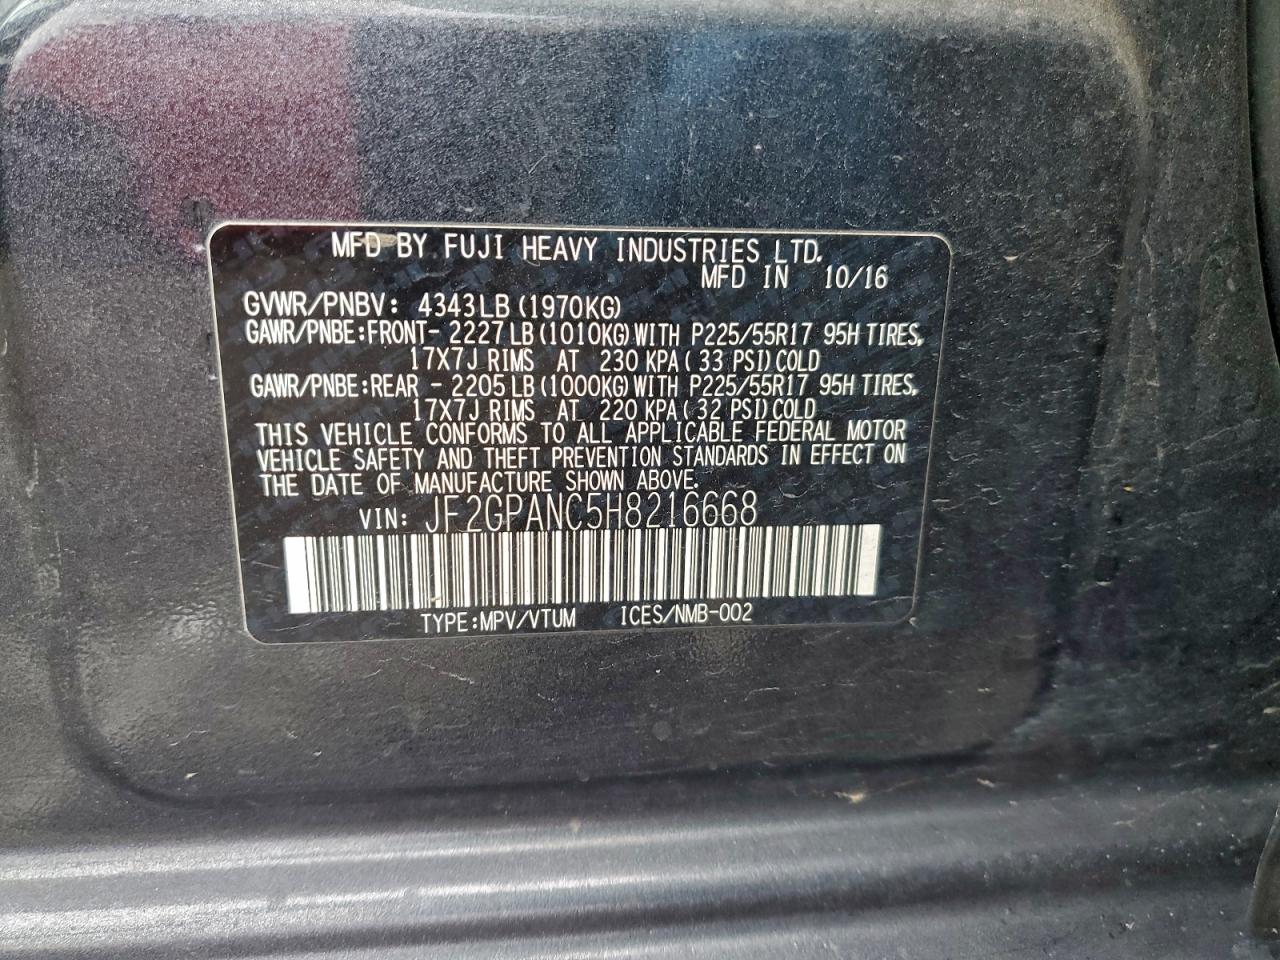 MFD BY FUJI HEAVY INDUSTRIES LTD.
MFD IN 10/16
GVWR/PNBV: 4343LB(1970KG)
GAWR/PNBE:FRONT- 2227LB(1010KG)WITH P225/55R17 95H TIRES,
17X7J RIMS AT 230 KPA(33 PSI)COLD
GAWR/PNBE:REAR - 2205LB(1000KG)WITH P225/55R17 95H TIRES,
17X7J RIMS AT 220 KPA(32 PSI)COLD
THIS VEHICLE CONFORMS TO ALL APPLICABLE FEDERAL MOTOR
VEHICLE SAFETY AND THEFT PREVENTION STANDARDS IN EFFECT ON
THE DATE OF MANUFACTURE SHOWN ABOVE.
VIN: JF2GPANC5H8216668
TYPE:MPV/VTUM ICES/NMB-002